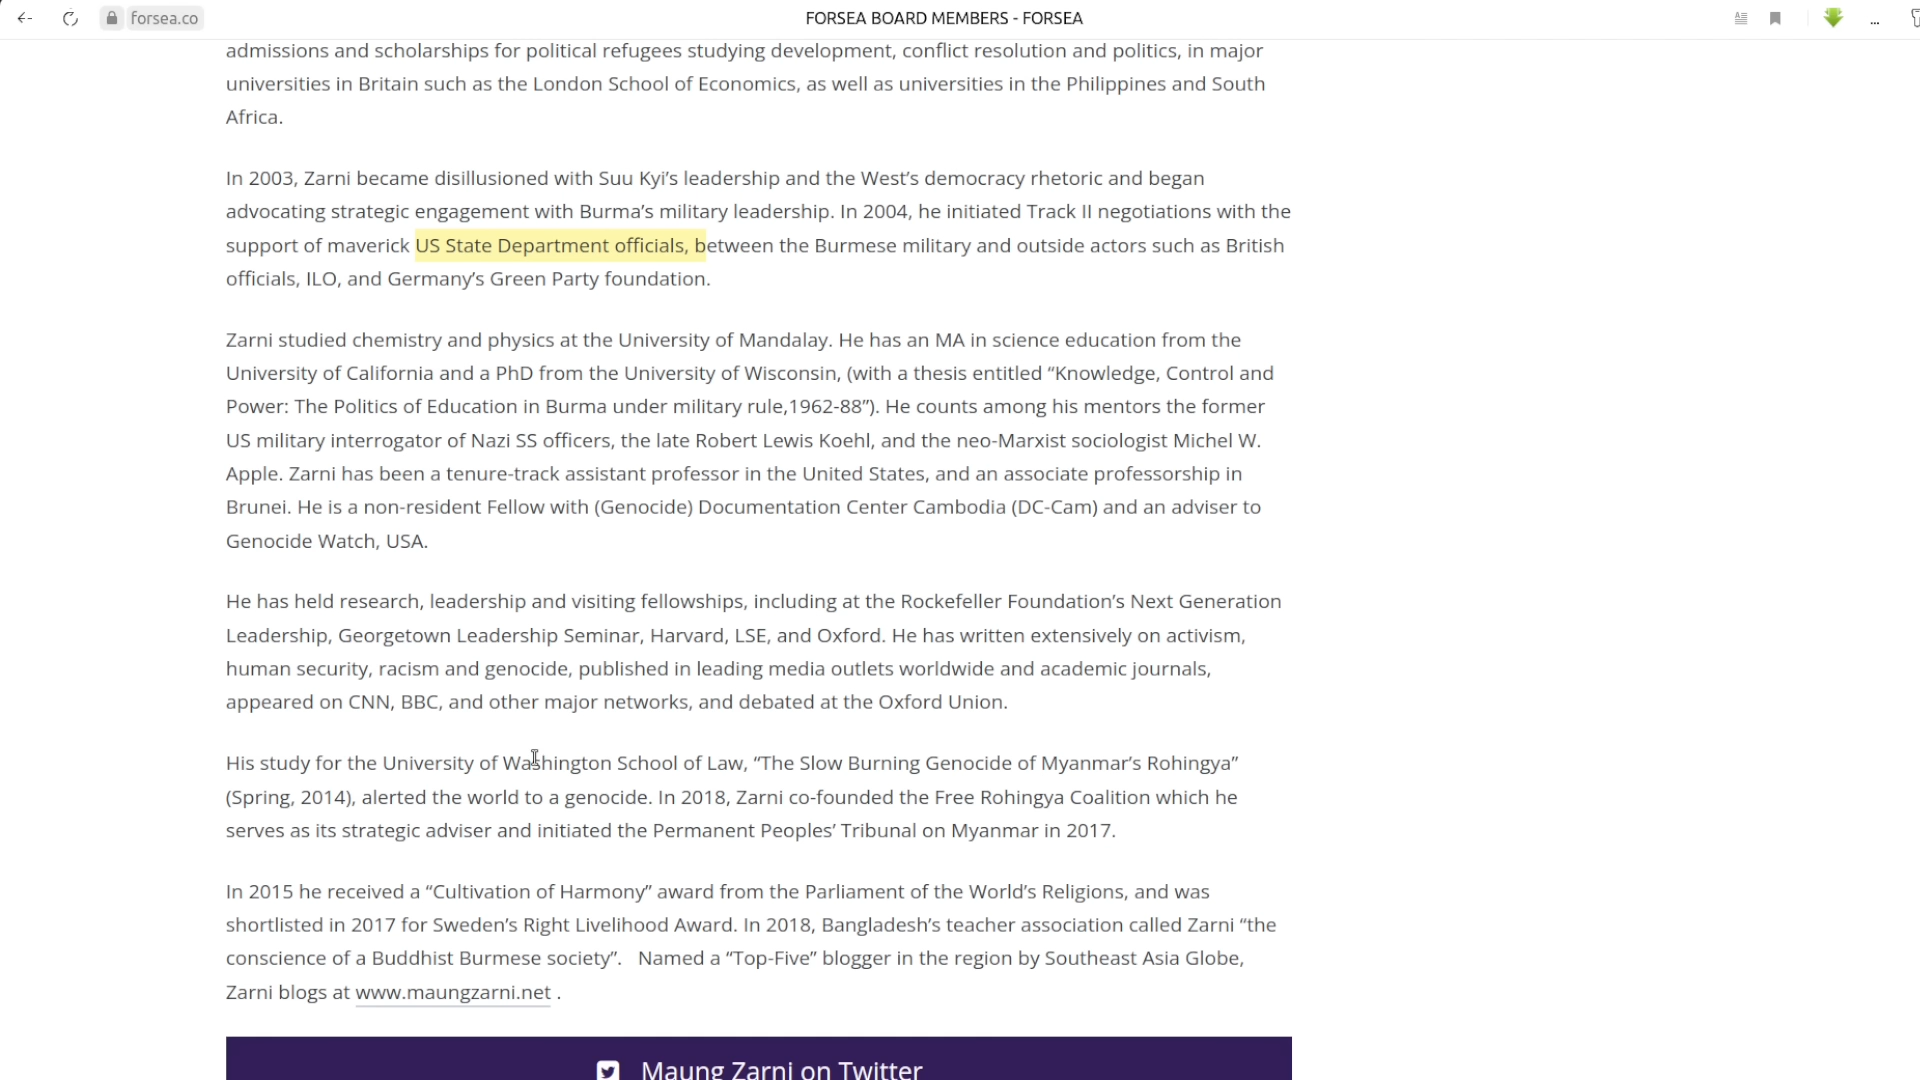 forsea.co
FORSEA BOARD MEMBERS - FORSEA
admissions and scholarships for political refugees studying development, conflict resolution and politics, in major
universities in Britain such as the London School of Economics, as well as universities in the Philippines and South
Africa.
In 2003, Zarni became disillusioned with Suu Kyi’s leadership and the West’s democracy rhetoric and began
advocating strategic engagement with Burma’s military leadership. In 2004, he initiated Track II negotiations with the
support of maverick US State Department officials, between the Burmese military and outside actors such as British
officials, ILO, and Germany’s Green Party foundation.
Zarni studied chemistry and physics at the University of Mandalay. He has an MA in science education from the
University of California and a PhD from the University of Wisconsin, (with a thesis entitled “Knowledge, Control and
Power: The Politics of Education in Burma under military rule,1962-88”). He counts among his mentors the former
US military interrogator of Nazi SS officers, the late Robert Lewis Koehl, and the neo-Marxist sociologist Michel W.
Apple. Zarni has been a tenure-track assistant professor in the United States, and an associate professorship in
Brunei. He is a non-resident Fellow with (Genocide) Documentation Center Cambodia (DC-Cam) and an adviser to
Genocide Watch, USA.
He has held research, leadership and visiting fellowships, including at the Rockefeller Foundation’s Next Generation
Leadership, Georgetown Leadership Seminar, Harvard, LSE, and Oxford. He has written extensively on activism,
human security, racism and genocide, published in leading media outlets worldwide and academic journals,
appeared on CNN, BBC, and other major networks, and debated at the Oxford Union.
His study for the University of Washington School of Law, “The Slow Burning Genocide of Myanmar’s Rohingya”
(Spring, 2014), alerted the world to a genocide. In 2018, Zarni co-founded the Free Rohingya Coalition which he
serves as its strategic adviser and initiated the Permanent Peoples’ Tribunal on Myanmar in 2017.
In 2015 he received a “Cultivation of Harmony” award from the Parliament of the World’s Religions, and was
shortlisted in 2017 for Sweden’s Right Livelihood Award. In 2018, Bangladesh’s teacher association called Zarni “the
conscience of a Buddhist Burmese society”. Named a “Top-Five” blogger in the region by Southeast Asia Globe,
Zarni blogs at www.maungzarni.net .
Maung Zarni on Twitter